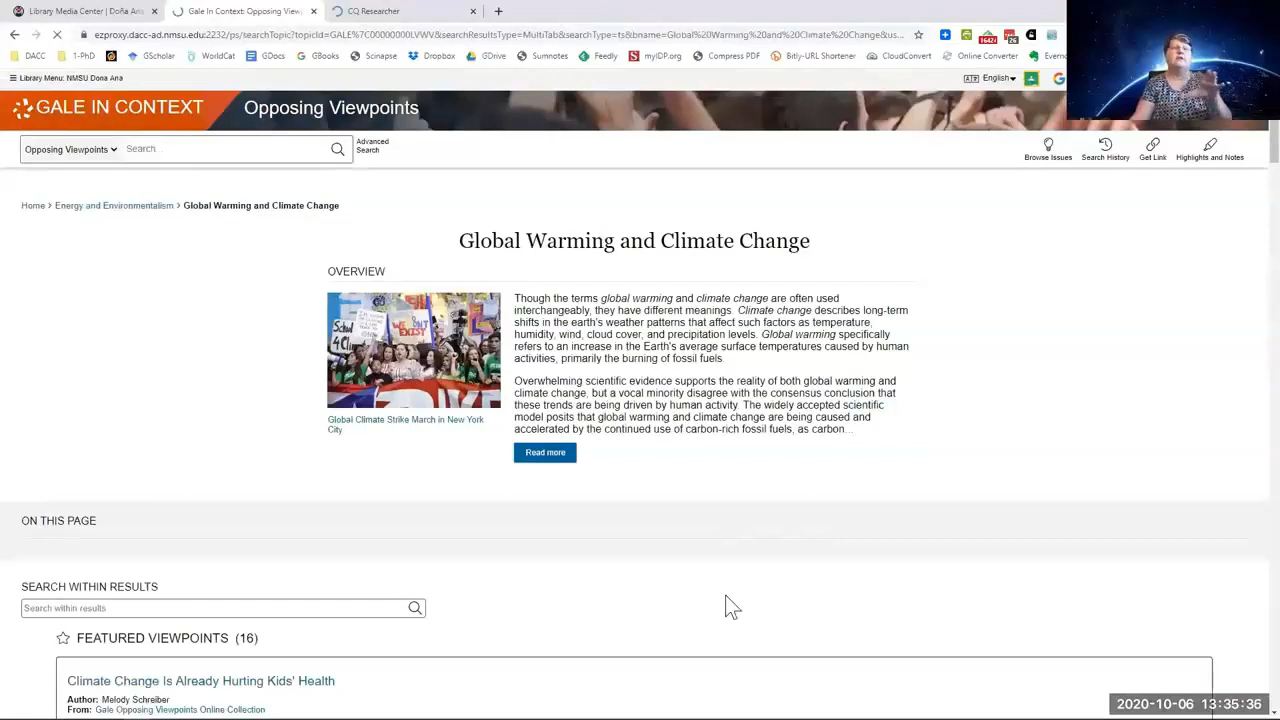 Library Media Center | Doña Ana
Gale In Context: Opposing View
CQ Researcher
ezproxy.dacc-ad.nmsu.edu:2232/ps/searchTopic?topicId=GALE%7C00000000LVWV&searchResultsType=MultiTab&searchType=ts&bname=Global%20Warming%20and%20Climate%20Change&us...
DACC 1-PhD GScholar WorldCat GDocs GBooks Scinapse Dropbox GDrive Sumnotes Feedly myIDP.org Compress PDF Bitly-URL Shortener CloudConvert Online Converter Evern
Library Menu: NMSU Dona Ana
English
GALE IN CONTEXT Opposing Viewpoints
Opposing Viewpoints Search... Advanced Search
Browse Issues Search History Get Link Highlights and Notes
Home > Energy and Environmentalism > Global Warming and Climate Change
Global Warming and Climate Change
OVERVIEW
WE DON'T EXIST
Global Climate Strike March in New York
City
Though the terms global warming and climate change are often used
interchangeably, they have different meanings. Climate change describes long-term
shifts in the earth's weather patterns that affect such factors as temperature,
humidity, wind, cloud cover, and precipitation levels. Global warming specifically
refers to an increase in the Earth's average surface temperatures caused by human
activities, primarily the burning of fossil fuels.
Overwhelming scientific evidence supports the reality of both global warming and
climate change, but a vocal minority disagree with the consensus conclusion that
these trends are being driven by human activity. The widely accepted scientific
model posits that global warming and climate change are being caused and
accelerated by the continued use of carbon-rich fossil fuels, as carbon...
Read more
ON THIS PAGE
SEARCH WITHIN RESULTS
Search within results
FEATURED VIEWPOINTS (16)
Climate Change Is Already Hurting Kids' Health
Author: Melody Schreiber
From: Gale Opposing Viewpoints Online Collection
2020-10-06 13:35:36